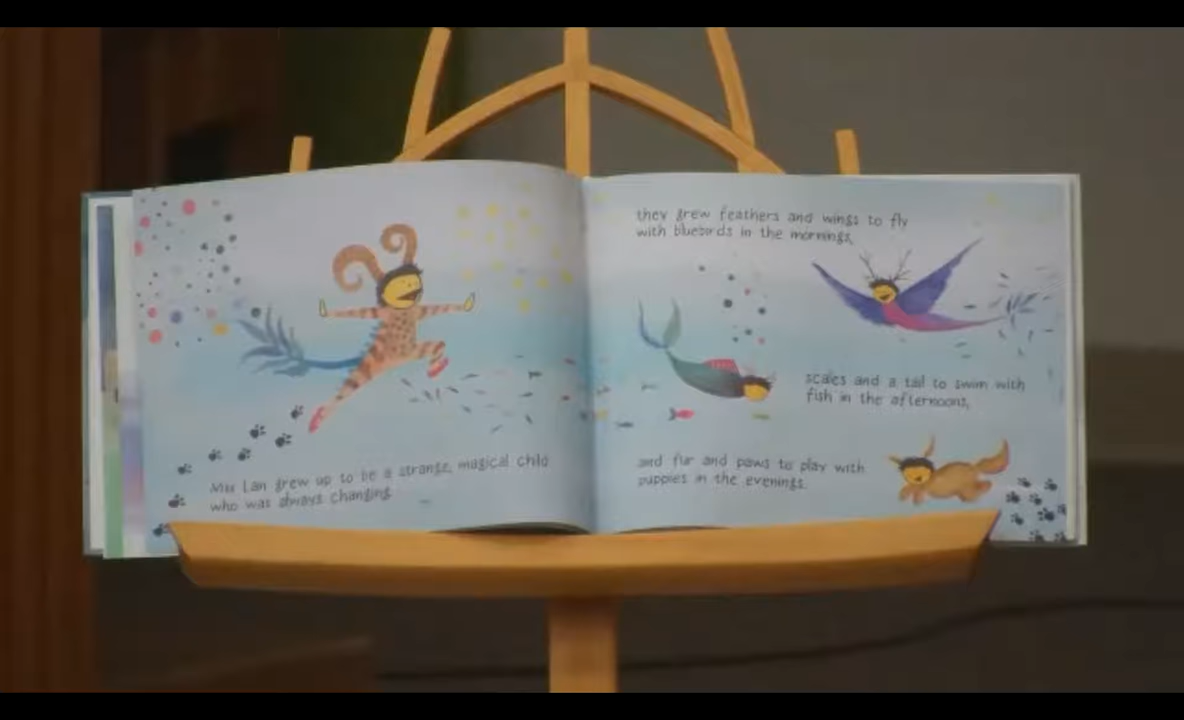 Miu Lan grew up to be a strange, magical child
who was always changing
they grew feathers and wings to fly
with bluebirds in the mornings,
scales and a tail to swim with
fish in the afternoons,
and fur and paws to play with
puppies in the evenings.